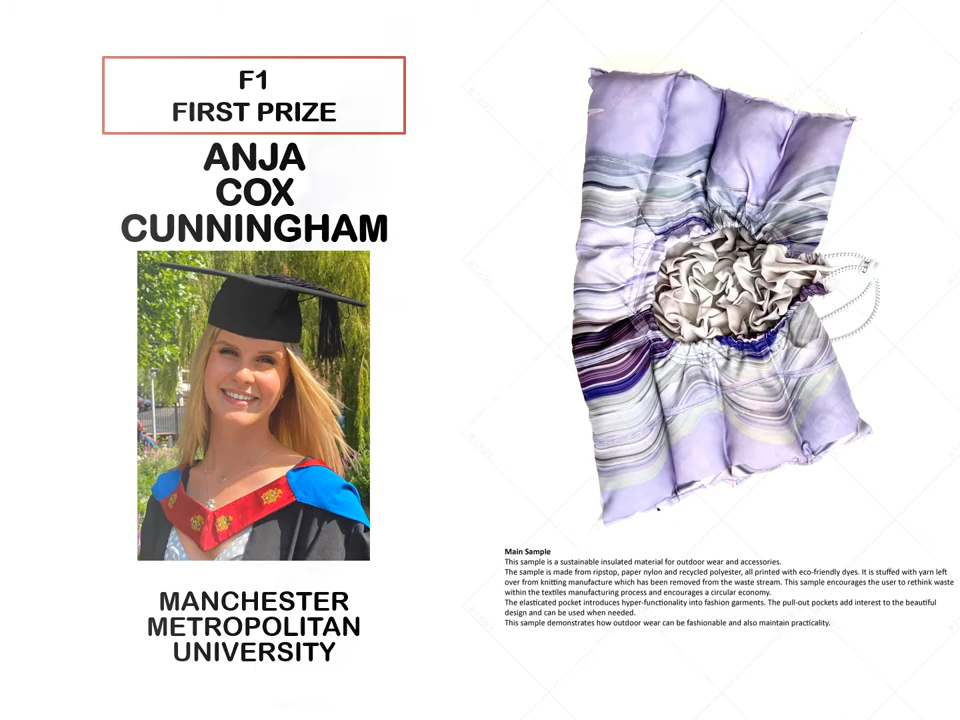 F1
FIRST PRIZE
ANJA
COX
CUNNINGHAM
MANCHESTER
METROPOLITAN
UNIVERSITY
Main Sample
This sample is a sustainable insulated material for outdoor wear and accessories.
The sample is made from ripstop, paper nylon and recycled polyester, all printed with eco-friendly dyes. It is stuffed with yarn left
over from knitting manufacture which has been removed from the waste stream. This sample encourages the user to rethink waste
within the textiles manufacturing process and encourages a circular economy.
The elasticated pocket introduces hyper-functionality into fashion garments. The pull-out pockets add interest to the beautiful
design and can be used when needed.
This sample demonstrates how outdoor wear can be fashionable and also maintain practicality.